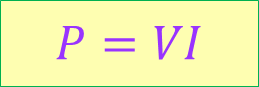 P = VI